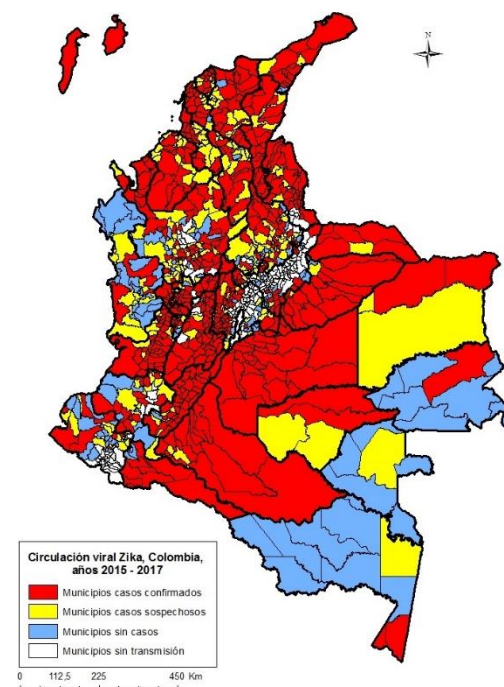 N
Circulación viral Zika, Colombia,
años 2015 - 2017
Municipios casos confirmados
Municipios casos sospechosos
Municipios sin casos
Municipios sin transmisión
0 112,5 225 450 Km